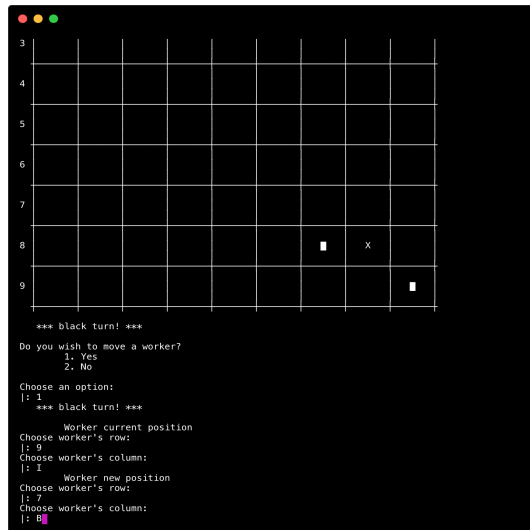 3
4
5
6
7
8 X
9
*** black turn! ***
Do you wish to move a worker?
1. Yes
2. No
Choose an option:
|: 1
*** black turn! ***
Worker current position
Choose worker's row:
|: 9
Choose worker's column:
|: I
Worker new position
Choose worker's row:
|: 7
Choose worker's column:
|: B